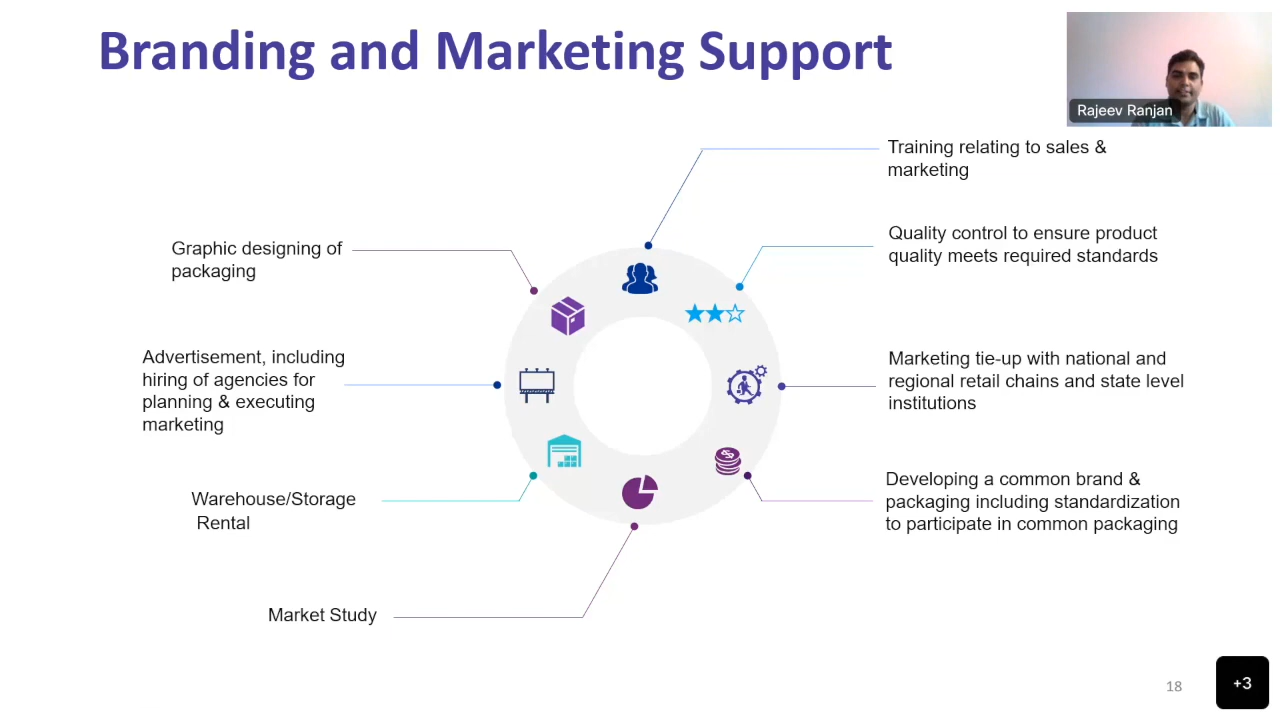 Branding and Marketing Support
Rajeev Ranjan
Training relating to sales &
marketing
Quality control to ensure product
quality meets required standards
Marketing tie-up with national and
regional retail chains and state level
institutions
Developing a common brand &
packaging including standardization
to participate in common packaging
Graphic designing of
packaging
Advertisement, including
hiring of agencies for
planning & executing
marketing
Warehouse/Storage
Rental
Market Study
18
+3